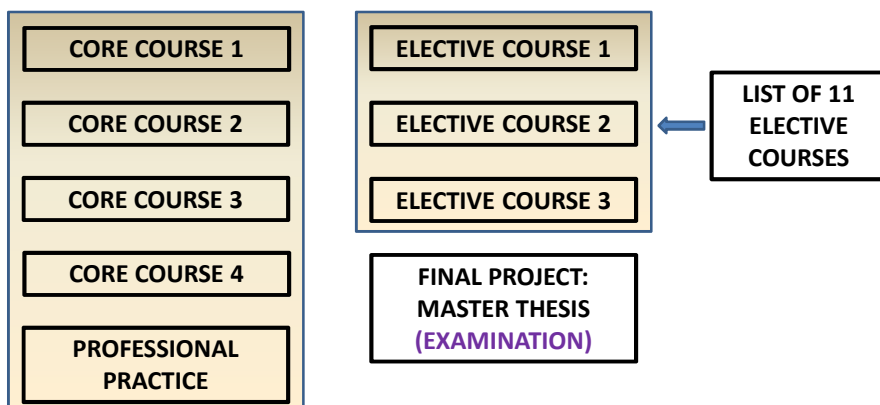 CORE COURSE 1
CORE COURSE 2
CORE COURSE 3
CORE COURSE 4
PROFESSIONAL
PRACTICE
ELECTIVE COURSE 1
ELECTIVE COURSE 2
ELECTIVE COURSE 3
LIST OF 11
ELECTIVE
COURSES
FINAL PROJECT:
MASTER THESIS
(EXAMINATION)